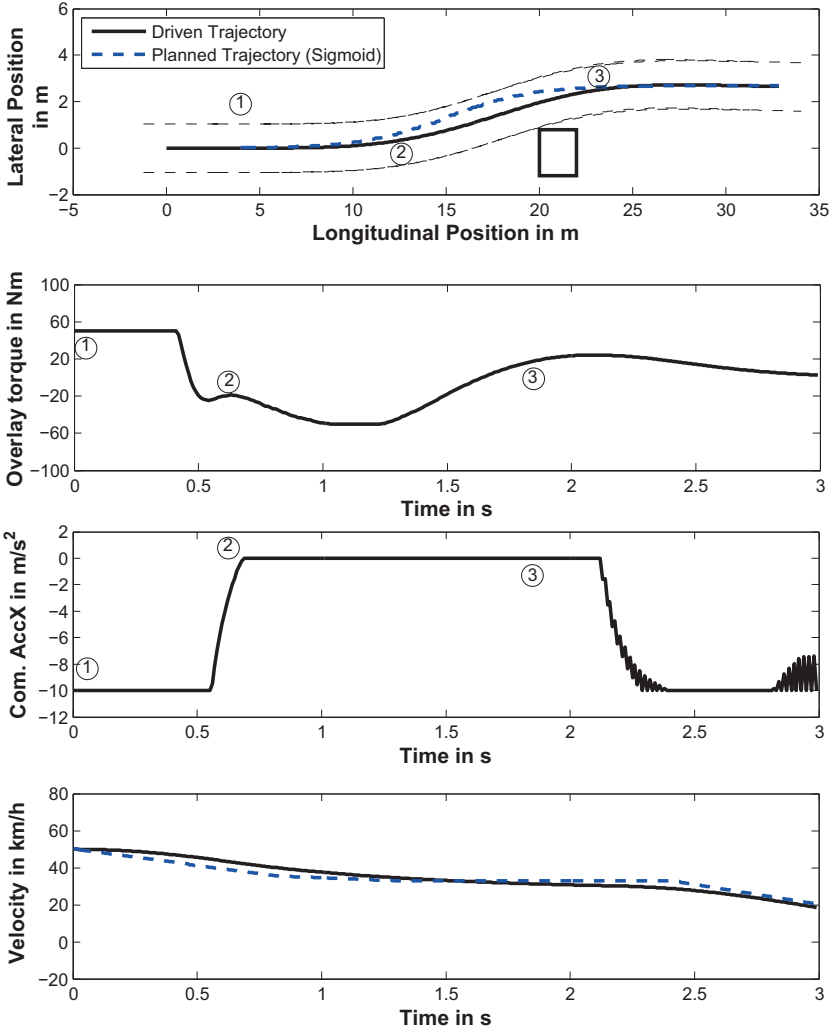 6
4
2
0
−2
Lateral Position
in m
Driven Trajectory
Planned Trajectory (Sigmoid)
1
2
3
−5 0 5 10 15 20 25 30 35
Longitudinal Position in m
100
60
20
−20
−60
−100
Overlay torque in Nm
1
2
3
0 0.5 1 1.5 2 2.5 3
Time in s
2
0
−2
−4
−6
−8
−10
−12
Com. AccX in m/s²
1
2
3
0 0.5 1 1.5 2 2.5 3
Time in s
80
60
40
20
0
−20
Velocity in km/h
0 0.5 1 1.5 2 2.5 3
Time in s